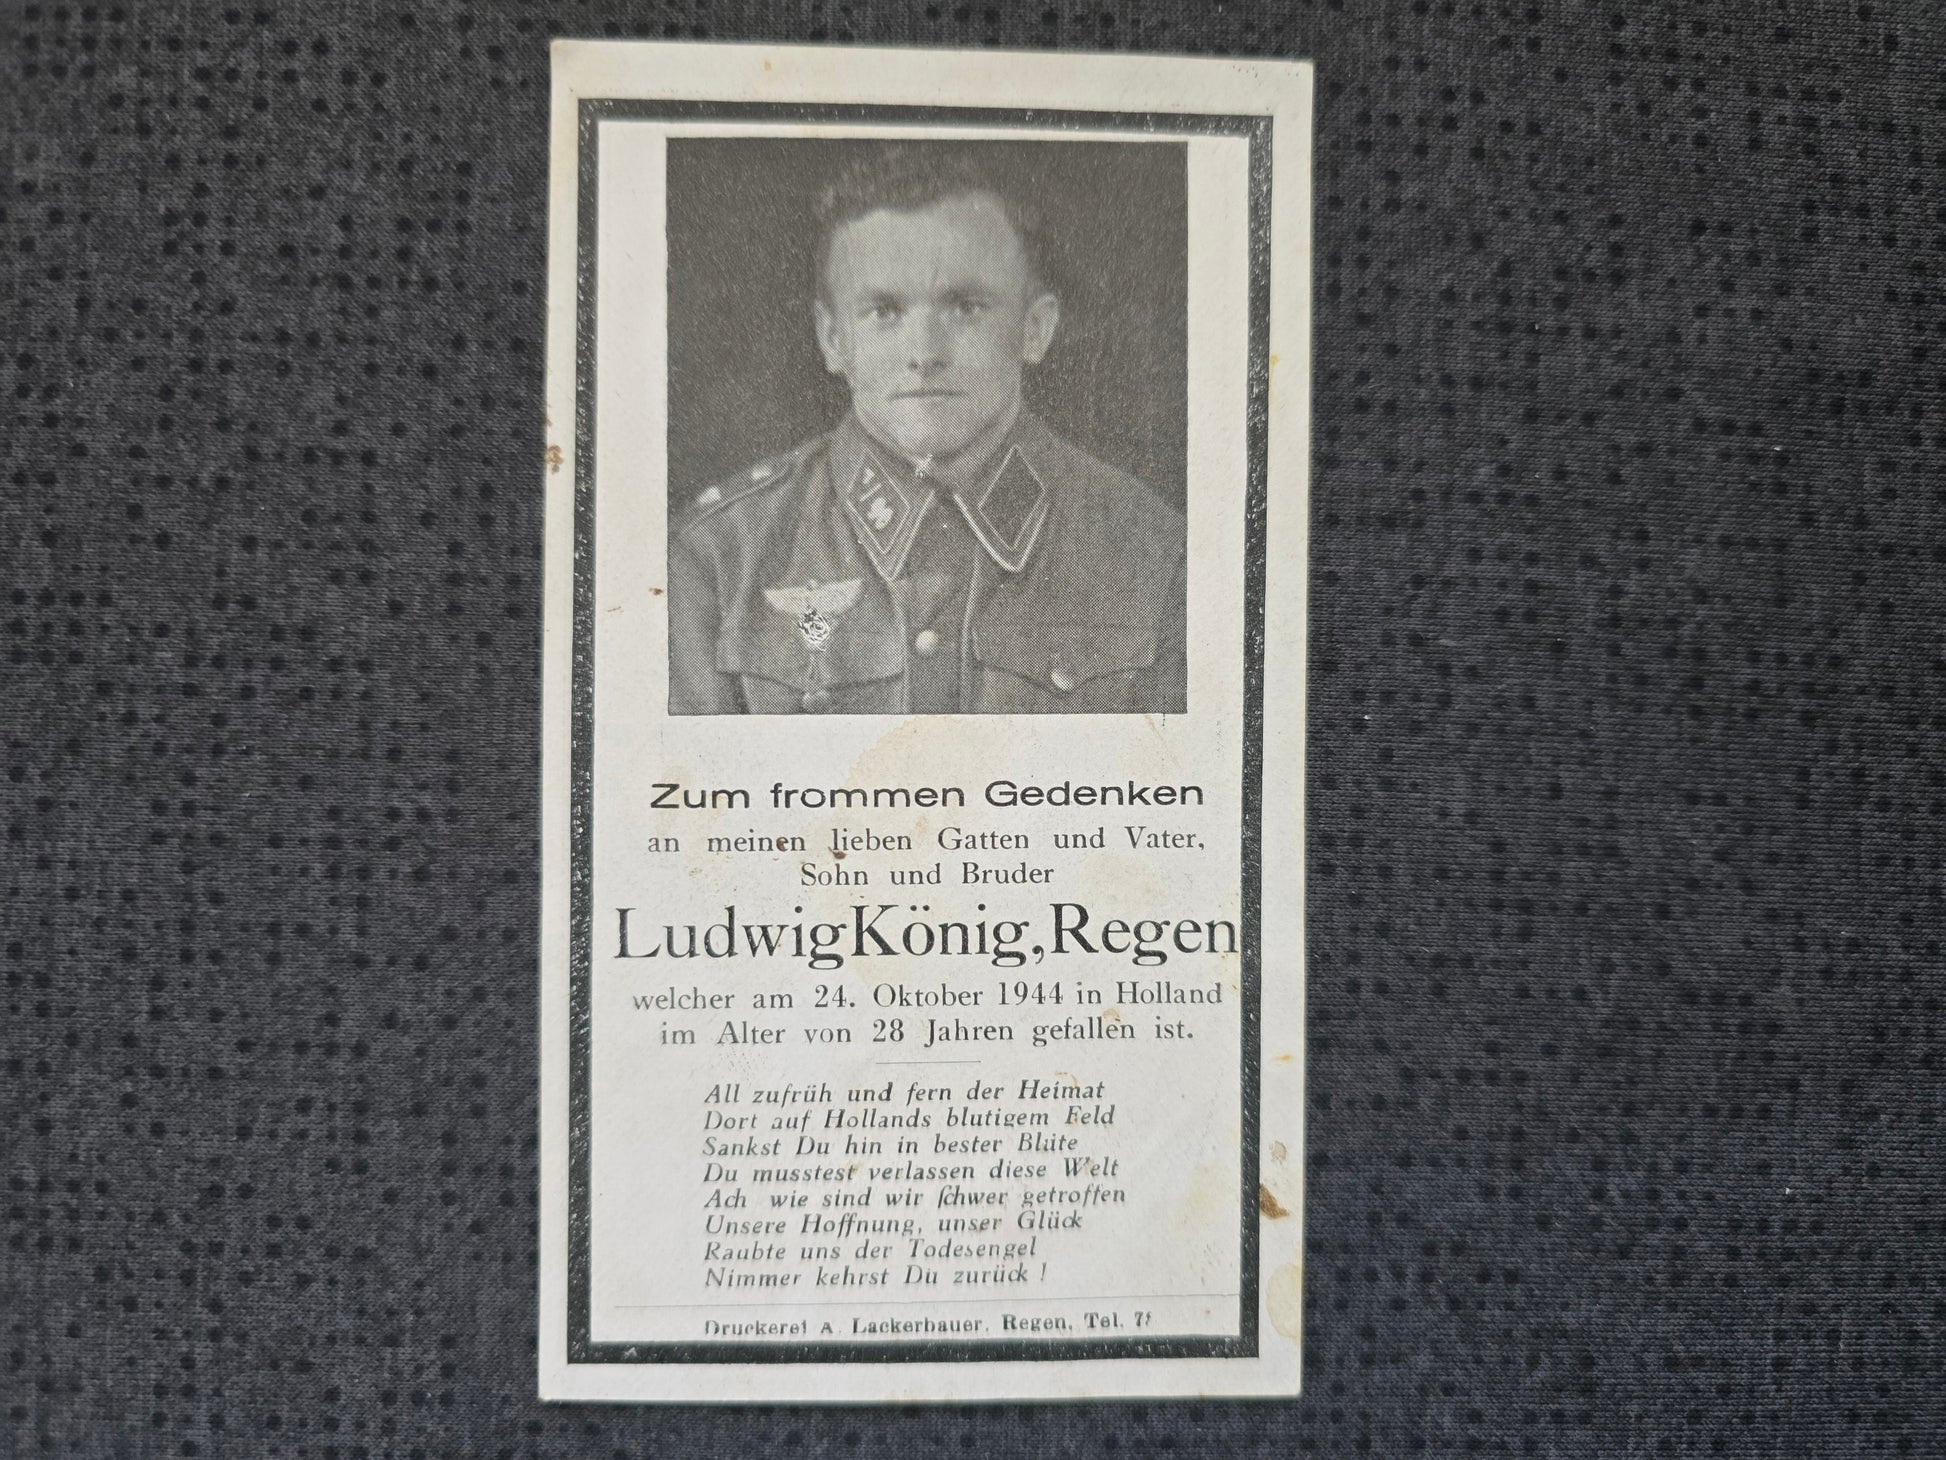 Zum frommen Gedenken
an meinen lieben Gatten und Vater,
Sohn und Bruder
Ludwig König, Regen
welcher am 24. Oktober 1944 in Holland
im Alter von 28 Jahren gefallen ist.
All zufrüh und fern der Heimat
Dort auf Hollands blutigem Feld
Sankst Du hin in bester Blüte
Du musstest verlassen diese Welt
Ach wie sind wir schwer getroffen
Unsere Hoffnung, unser Glück
Raubte uns der Todesengel
Nimmer kehrst Du zurück !
Druckerei A. Lackerbauer, Regen, Tel.